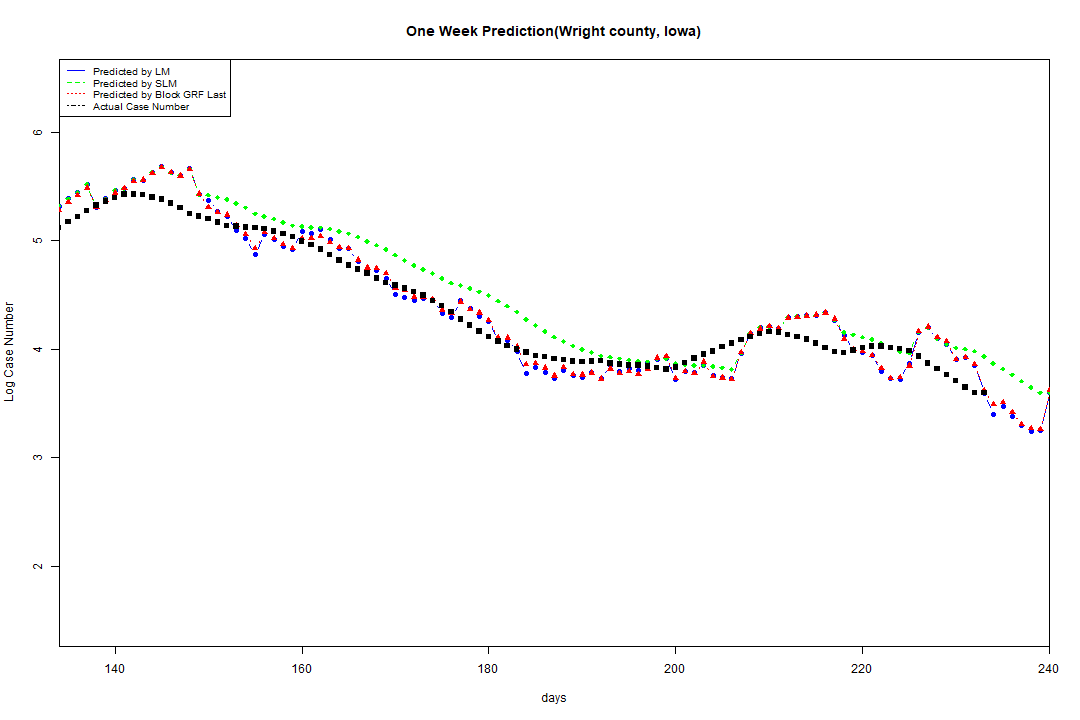 One Week Prediction(Wright county, Iowa)
Predicted by LM
Predicted by SLM
Predicted by Block GRF Last
Actual Case Number
6
5
4
3
2
Log Case Number
140 160 180 200 220 240
days